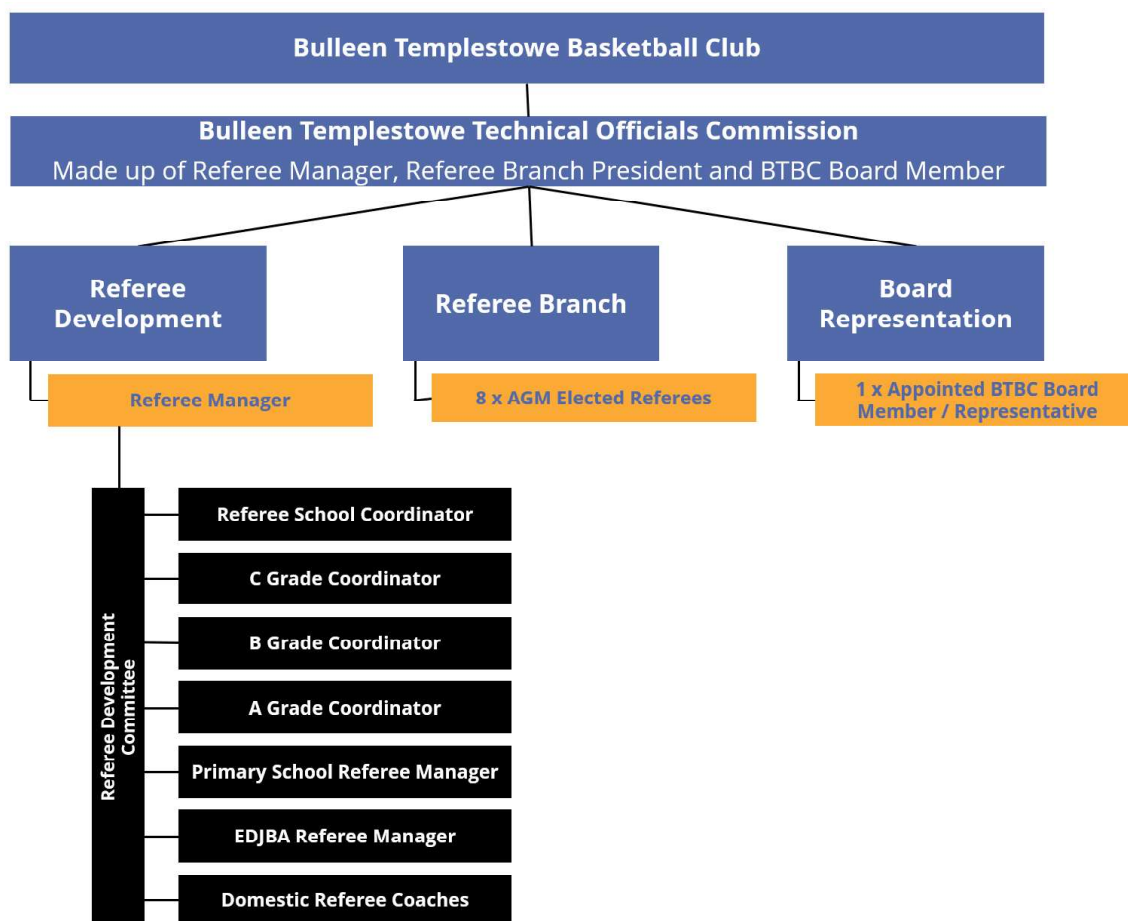 Bulleen Templestowe Basketball Club
Bulleen Templestowe Technical Officials Commission
Made up of Referee Manager, Referee Branch President and BTBC Board Member
Referee
Development
Referee Branch
Board
Representation
Referee Manager
8 x AGM Elected Referees
1 x Appointed BTBC Board
Member / Representative
Referee Development
Committee
Referee School Coordinator
C Grade Coordinator
B Grade Coordinator
A Grade Coordinator
Primary School Referee Manager
EDJBA Referee Manager
Domestic Referee Coaches